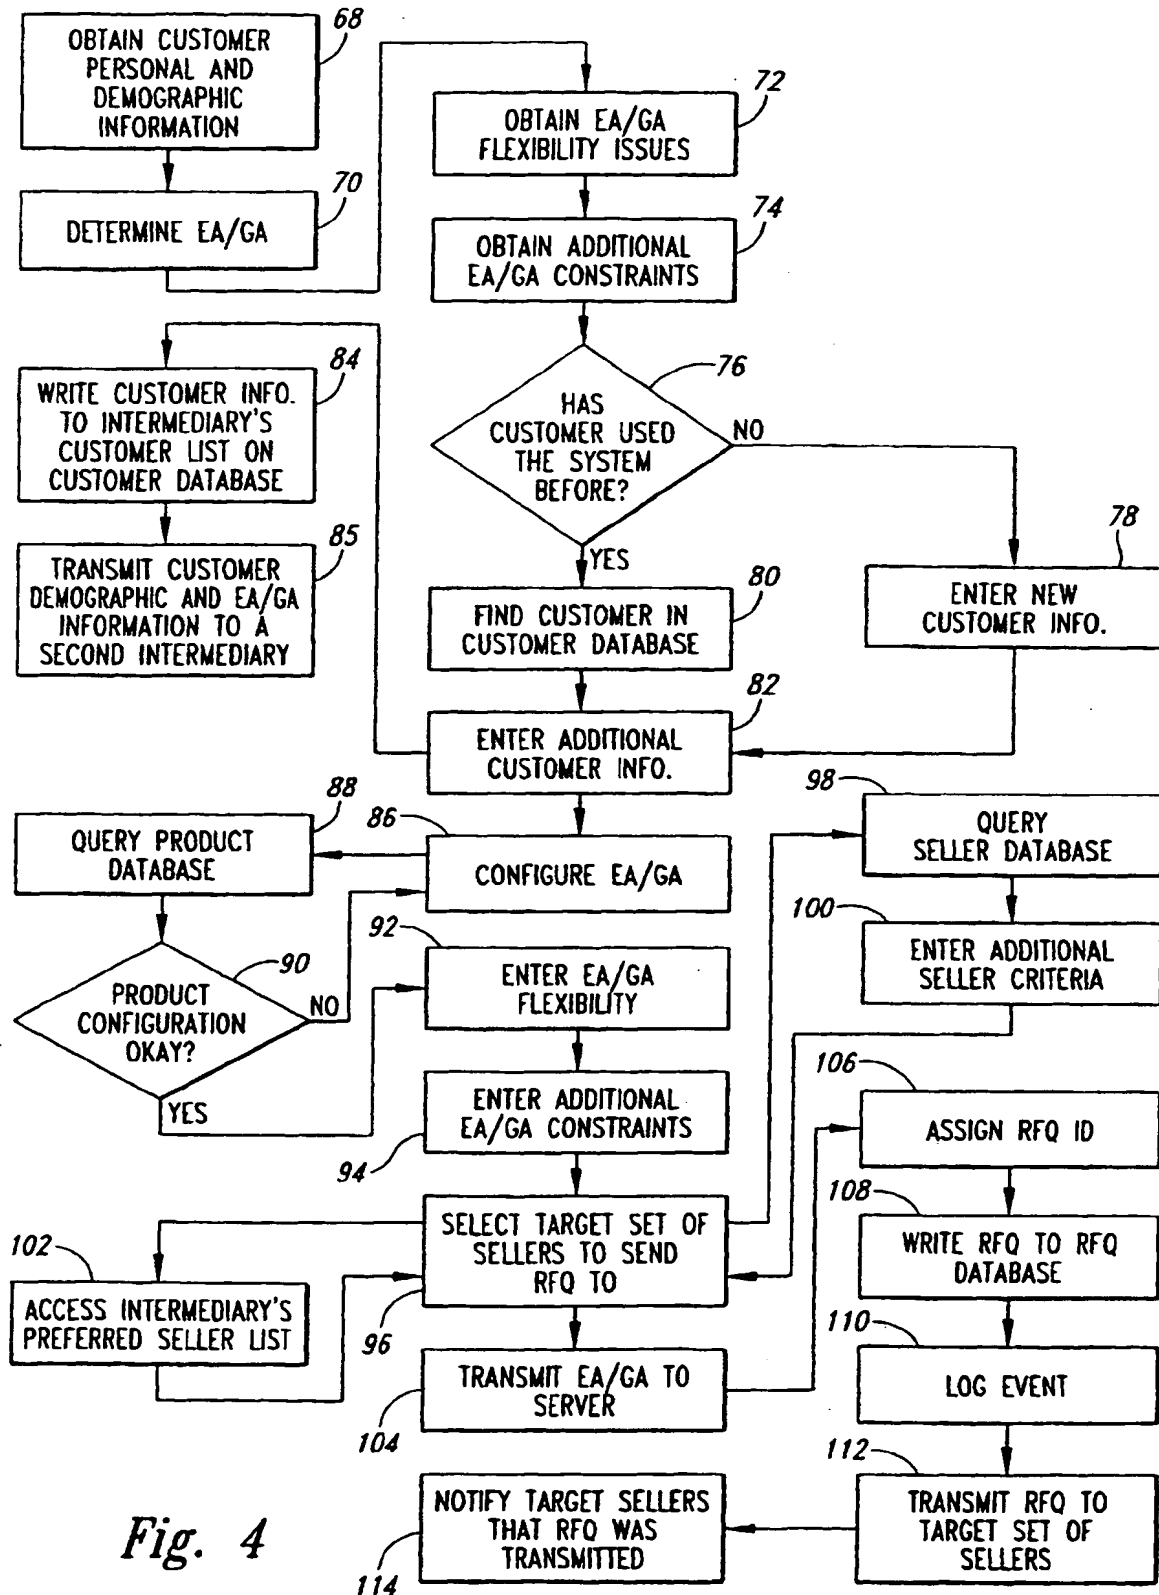 68
OBTAIN CUSTOMER
PERSONAL AND
DEMOGRAPHIC
INFORMATION
70
DETERMINE EA/GA
72
OBTAIN EA/GA
FLEXIBILITY ISSUES
74
OBTAIN ADDITIONAL
EA/GA CONSTRAINTS
76
HAS
CUSTOMER USED
THE SYSTEM
BEFORE?
NO
YES
78
ENTER NEW
CUSTOMER INFO.
80
FIND CUSTOMER IN
CUSTOMER DATABASE
82
ENTER ADDITIONAL
CUSTOMER INFO.
84
WRITE CUSTOMER INFO.
TO INTERMEDIARY'S
CUSTOMER LIST ON
CUSTOMER DATABASE
85
TRANSMIT CUSTOMER
DEMOGRAPHIC AND EA/GA
INFORMATION TO A
SECOND INTERMEDIARY
86
CONFIGURE EA/GA
88
QUERY PRODUCT
DATABASE
90
PRODUCT
CONFIGURATION
OKAY?
NO
YES
92
ENTER EA/GA
FLEXIBILITY
94
ENTER ADDITIONAL
EA/GA CONSTRAINTS
96
SELECT TARGET SET OF
SELLERS TO SEND
RFQ TO
98
QUERY
SELLER DATABASE
100
ENTER ADDITIONAL
SELLER CRITERIA
102
ACCESS INTERMEDIARY'S
PREFERRED SELLER LIST
104
TRANSMIT EA/GA TO
SERVER
106
ASSIGN RFQ ID
108
WRITE RFQ TO RFQ
DATABASE
110
LOG EVENT
112
TRANSMIT RFQ TO
TARGET SET OF
SELLERS
114
NOTIFY TARGET SELLERS
THAT RFQ WAS
TRANSMITTED
Fig. 4